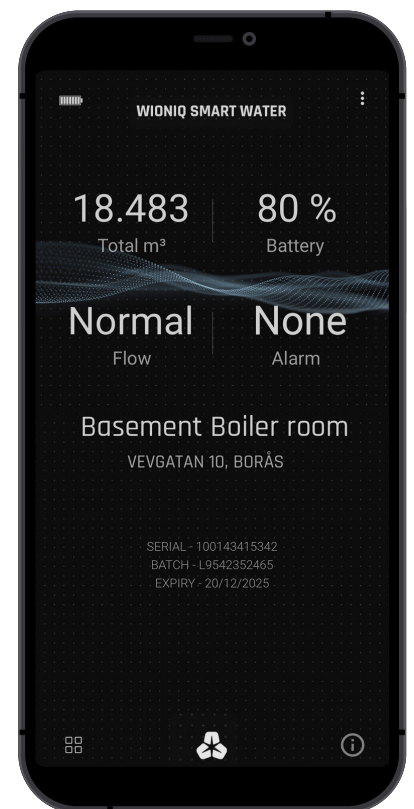 WIONIQ SMART WATER
18.483 80 %
Total m³ Battery
Normal None
Flow Alarm
Basement Boiler room
VEVGATAN 10, BORÅS
SERIAL - 100143415342
BATCH - L9542352465
EXPIRY - 20/12/2025